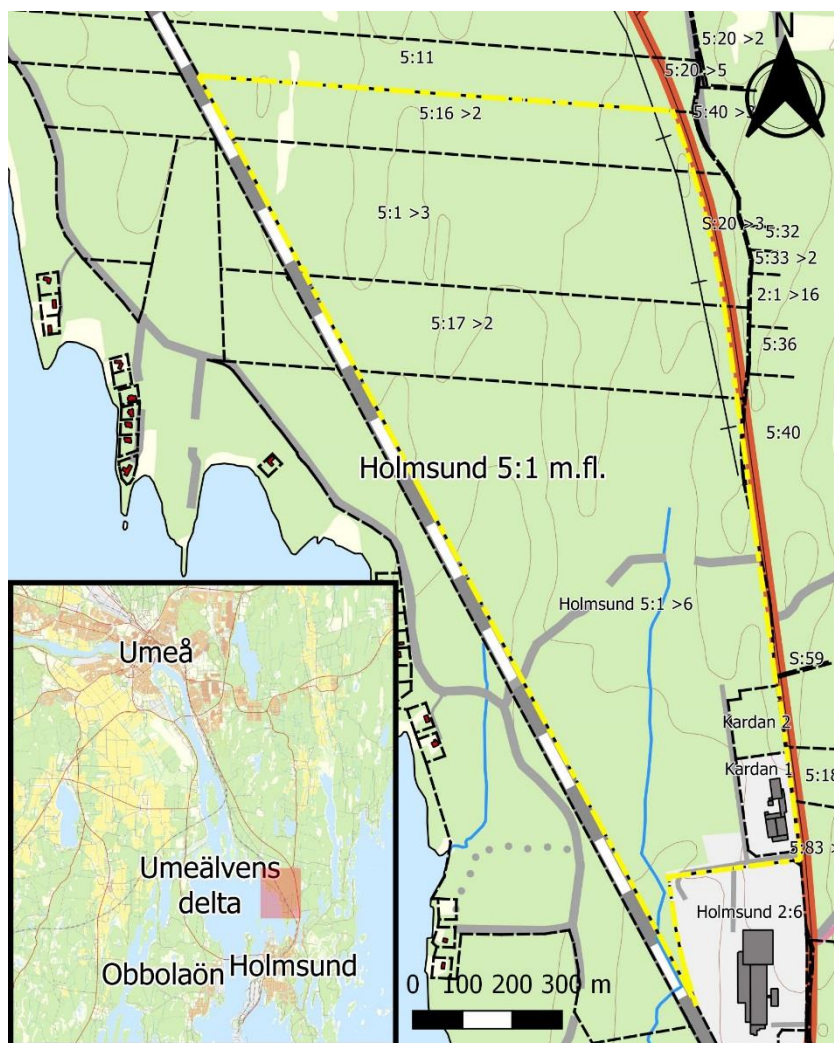 N
5:20 >2
5:11
5:20 >5
5:16 >2
5:40 >
5:1 >3
S:20 >3
5:32
5:33 >2
2:1 >16
5:17 >2
5:36
5:40
Holmsund 5:1 m.fl.
Holmsund 5:1 >6
S:59
Kardan 2
Kardan 1
5:18
5:83 >
Holmsund 2:6
Umeå
Umeälvens
delta
Obbolaön
Holmsund
0 100 200 300 m